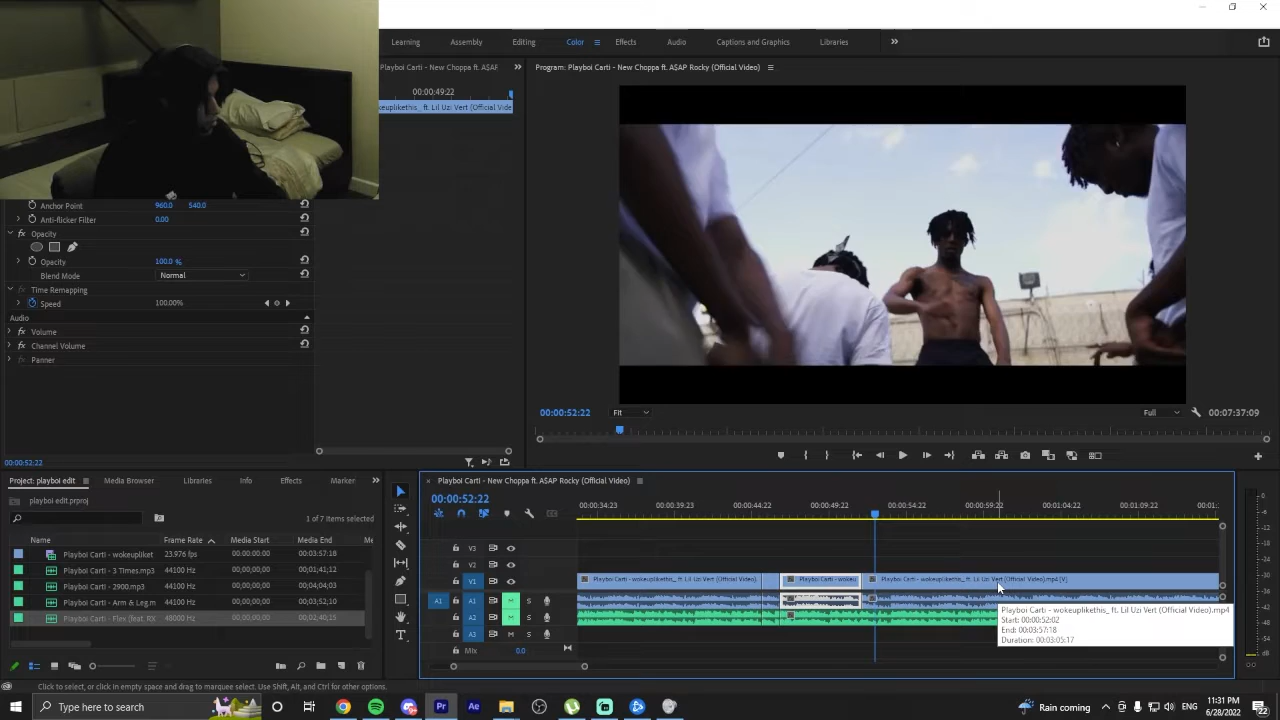 Learning Assembly Editing Color Effects Audio Captions and Graphics Libraries
Playboi Carti - New Choppa ft. A$AF
Program: Playboi Carti - New Choppa ft. A$AP Rocky (Official Video)
00:00:49:22
keuplikethis_ ft. Lil Uzi Vert (Official Vide
Anchor Point 960.0 540.0
Anti-flicker Filter 0.00
fx Opacity
Opacity 100.0 %
Blend Mode Normal
Time Remapping
Speed 100.00%
Audio
fx Volume
fx Channel Volume
fx Panner
00:00:52:22 Fit Full 00:07:37:09
00:00:52:22
Project: playboi edit Media Browser Libraries Info Effects Marker
playboi edit.prproj
1 of 7 items selected
Name Frame Rate Media Start Media End Me
Playboi Carti - wokeupliket 23.976 fps 00:00:00:00 00:03:57:18
Playboi Carti - 3 Times.mp3 44100 Hz 00;00;00;00 00;01;41;12
Playboi Carti - 2900.mp3 44100 Hz 00;00;00;00 00;04;04;03
Playboi Carti - Arm & Leg.m 44100 Hz 00;00;00;00 00;03;52;10
Playboi Carti - Flex (feat. 48000 Hz 00;00;00;00 00;02;40;15
Playboi Carti - New Choppa ft. A$AP Rocky (Official Video)
00:00:52:22
00:00:34:23 00:00:39:23 00:00:44:22 00:00:49:22 00:00:54:22 00:00:59:22 00:01:04:22 00:01:09:22 00:01:
V3
V2
V1
Playboi Carti - wokeuplikethis_ ft. Lil Uzi Vert (Official Video).
Playboi Carti - wokeu
Playboi Carti - wokeuplikethis_ ft. Lil Uzi Vert (Official Video).mp4 [V]
A1 A1 M S
A2 M S
A3 M S
Mix 0.0
Playboi Carti - wokeuplikethis_ ft. Lil Uzi Vert (Official Video).mp4
Start: 00:00:52:02
End: 00:03:57:18
Duration: 00:03:05:17
S S
Click to select, or click in empty space and drag to marquee select. Use Shift, Alt, and Ctrl for other options.
Type here to search
Pr
Ae
Rain coming
11:31 PM
6/28/2022
22